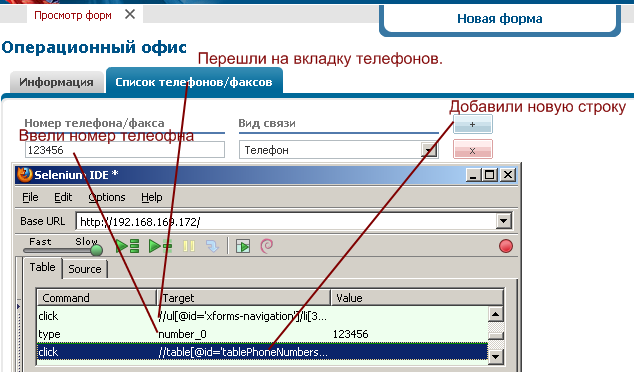 Просмотр форм
Новая форма
Операционный офис
Перешли на вкладку телефонов.
Информация
Список телефонов/факсов
Добавили новую строку
Номер телефона/факса
Вид связи
+
Ввели номер телеофна
123456
Телефон
x
Selenium IDE *
File Edit Options Help
Base URL http://192.168.169.172/
Fast Slow
Table Source
Command Target Value
click //ul[@id='xforms-navigation']/li[3...
type number_0 123456
click //table[@id='tablePhoneNumbers...